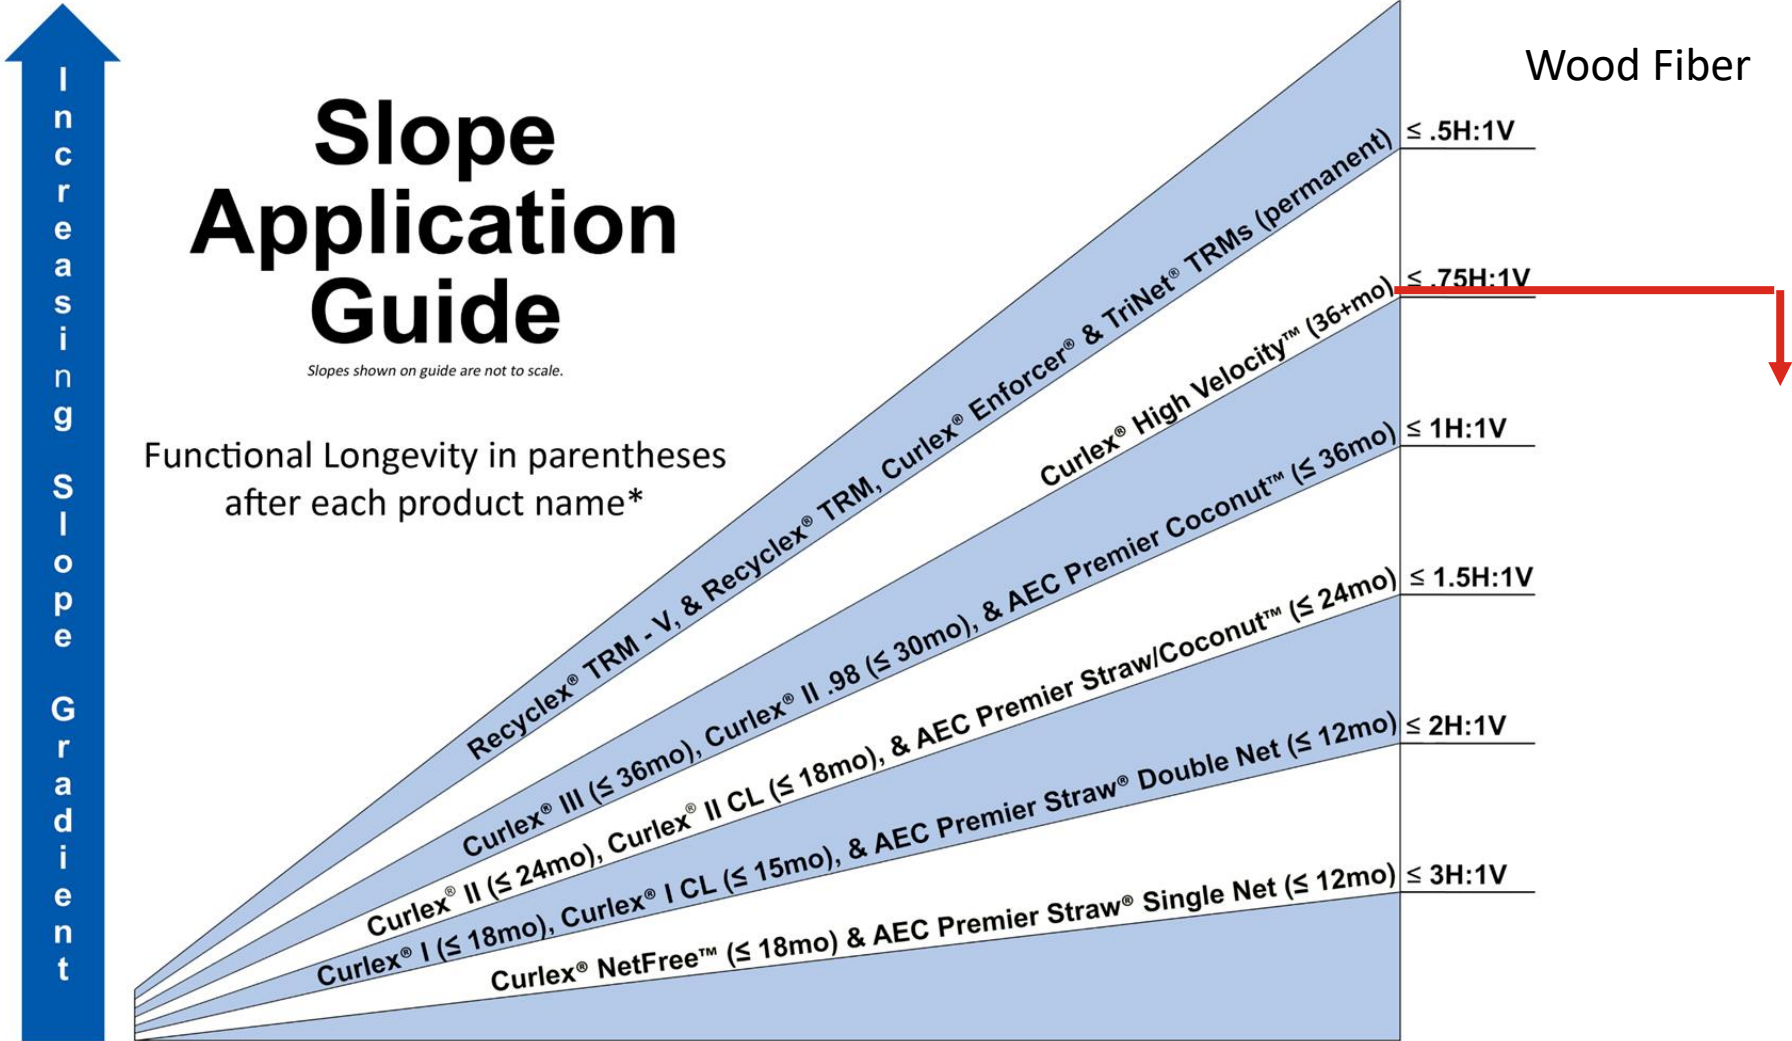 Increasing Slope Gradient
Slope
Application
Guide
Slopes shown on guide are not to scale.
Functional Longevity in parentheses
after each product name*
Wood Fiber
Recyclex® TRM - V, & Recyclex® TRM, Curlex® Enforcer® & TriNet® TRMs (permanent)
≤ .5H:1V
Curlex® High Velocity™ (36+mo)
≤ .75H:1V
Curlex® III (≤ 36mo), Curlex® II .98 (≤ 30mo), & AEC Premier Coconut™ (≤ 36mo)
≤ 1H:1V
Curlex® II (≤ 24mo), Curlex® II CL (≤ 18mo), & AEC Premier Straw/Coconut™ (≤ 24mo)
≤ 1.5H:1V
Curlex® I (≤ 18mo), Curlex® I CL (≤ 15mo), & AEC Premier Straw® Double Net (≤ 12mo)
≤ 2H:1V
Curlex® NetFree™ (≤ 18mo) & AEC Premier Straw® Single Net (≤ 12mo)
≤ 3H:1V